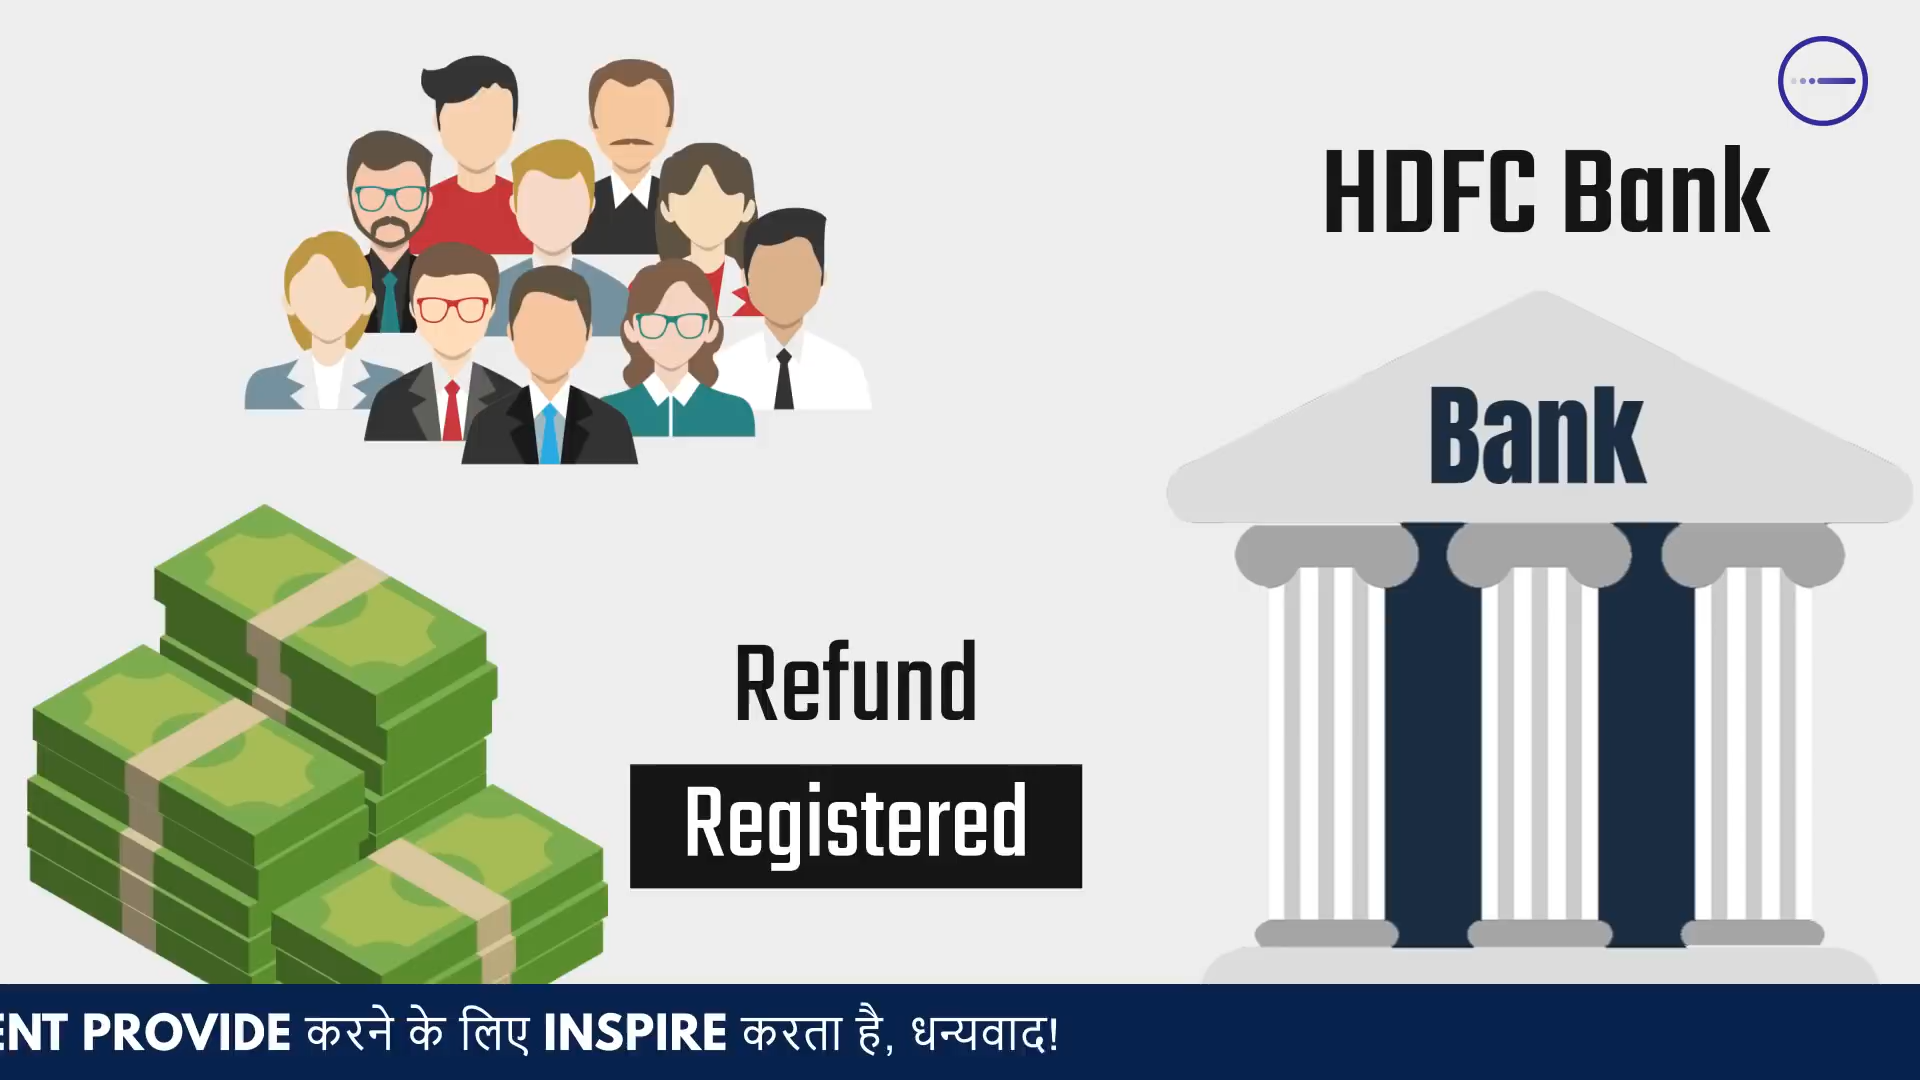 HDFC Bank
Bank
Refund
Registered
ENT PROVIDE करने के लिए INSPIRE करता है, धन्यवाद!